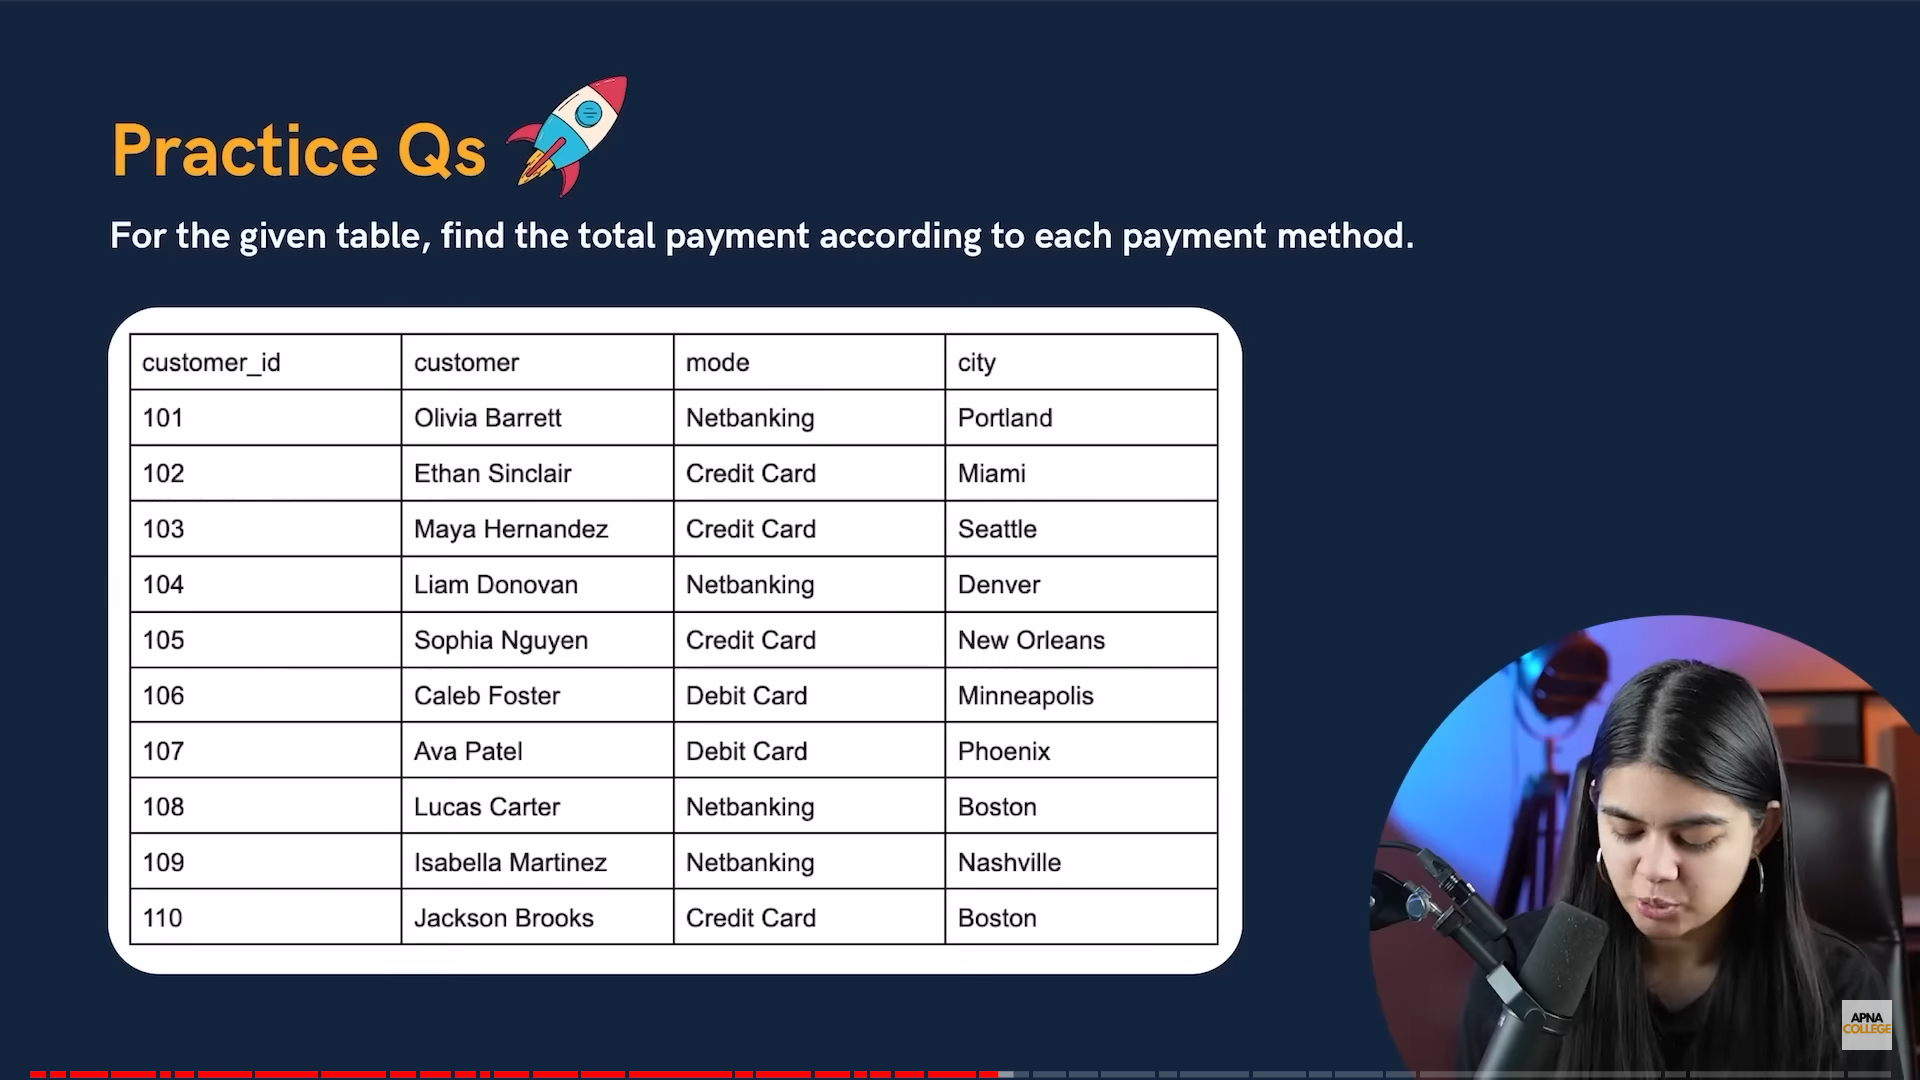 Practice Qs
For the given table, find the total payment according to each payment method.
customer_id customer mode city
101 Olivia Barrett Netbanking Portland
102 Ethan Sinclair Credit Card Miami
103 Maya Hernandez Credit Card Seattle
104 Liam Donovan Netbanking Denver
105 Sophia Nguyen Credit Card New Orleans
106 Caleb Foster Debit Card Minneapolis
107 Ava Patel Debit Card Phoenix
108 Lucas Carter Netbanking Boston
109 Isabella Martinez Netbanking Nashville
110 Jackson Brooks Credit Card Boston
APNA
COLLEGE